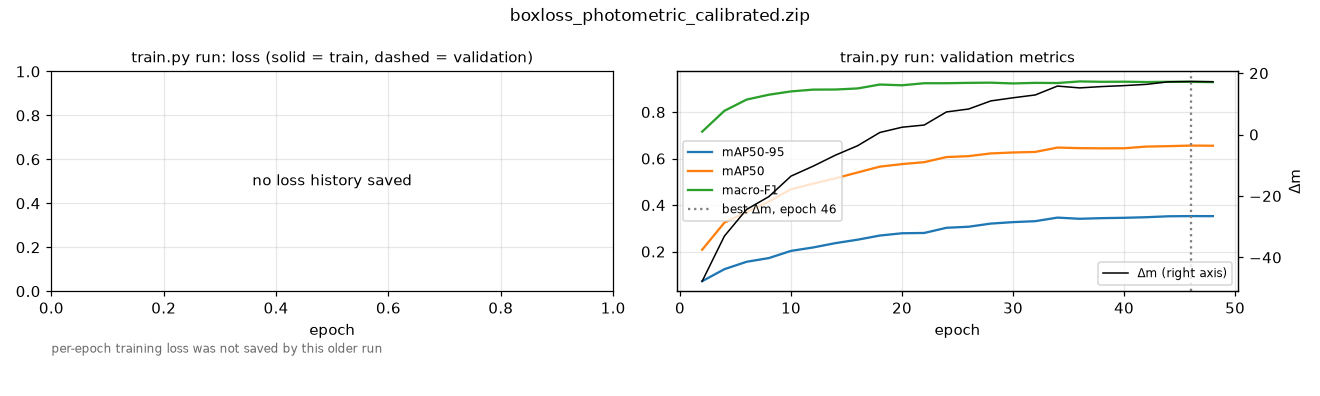 boxloss_photometric_calibrated.zip
train.py run: loss (solid = train, dashed = validation)
1.0
0.8
0.6
0.4
0.2
0.0
no loss history saved
0.0 0.2 0.4 0.6 0.8 1.0
epoch
per-epoch training loss was not saved by this older run
train.py run: validation metrics
0.8
0.6
0.4
0.2
mAP50-95
mAP50
macro-F1
best Δm, epoch 46
Δm (right axis)
20
0
−20
−40
Δm
0 10 20 30 40 50
epoch